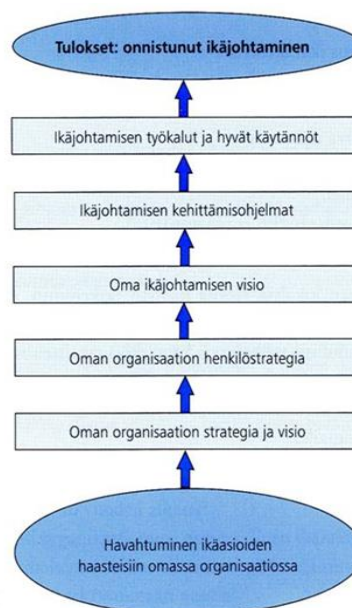 Tulokset: onnistunut ikäjohtaminen
Ikäjohtamisen työkalut ja hyvät käytännöt
Ikäjohtamisen kehittämisohjelmat
Oma ikäjohtamisen visio
Oman organisaation henkilöstrategia
Oman organisaation strategia ja visio
Havahtuminen ikäasioiden
haasteisiin omassa organisaatiossa